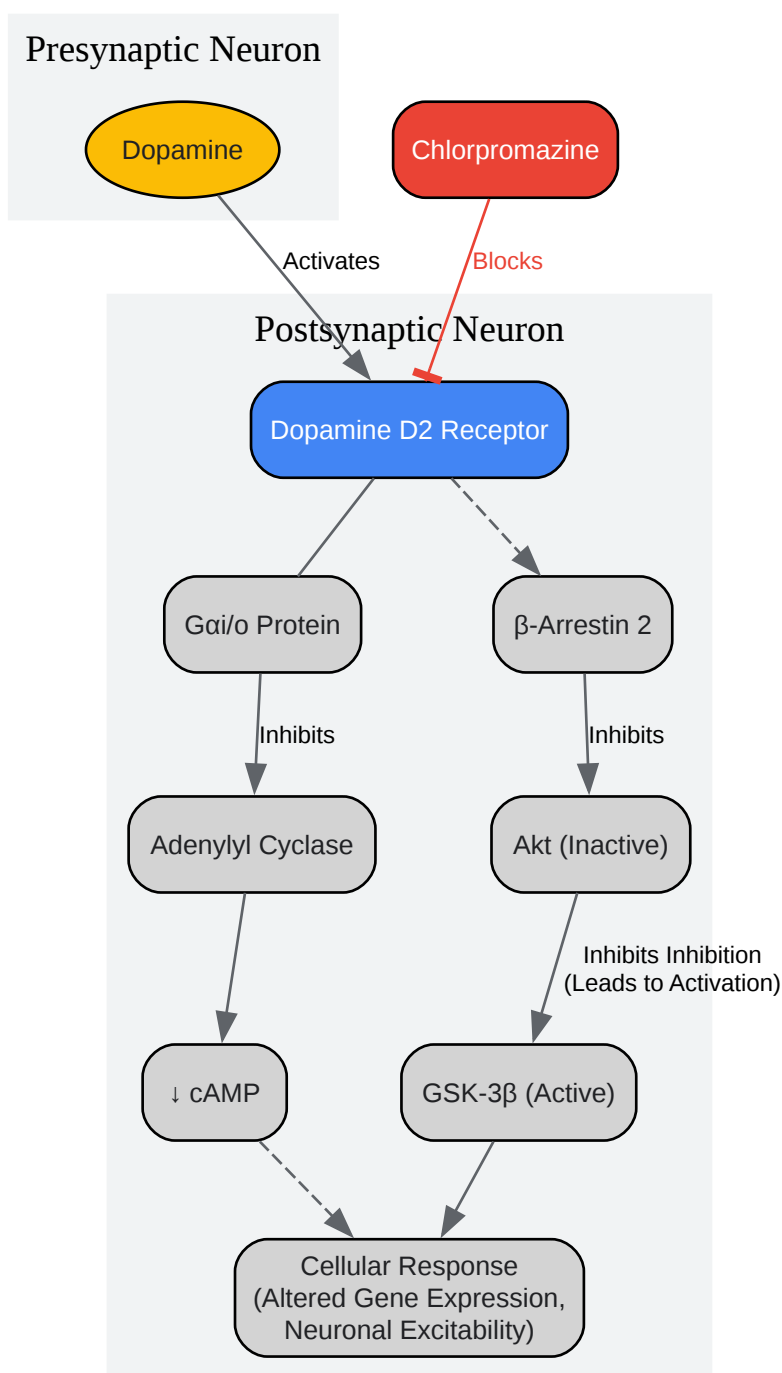 Presynaptic Neuron
Dopamine
Chlorpromazine
Activates
Blocks
Postsynaptic Neuron
Dopamine D2 Receptor
Gαi/o Protein
β-Arrestin 2
Inhibits
Inhibits
Adenylyl Cyclase
Akt (Inactive)
Inhibits Inhibition
(Leads to Activation)
↓ cAMP
GSK-3β (Active)
Cellular Response
(Altered Gene Expression,
Neuronal Excitability)